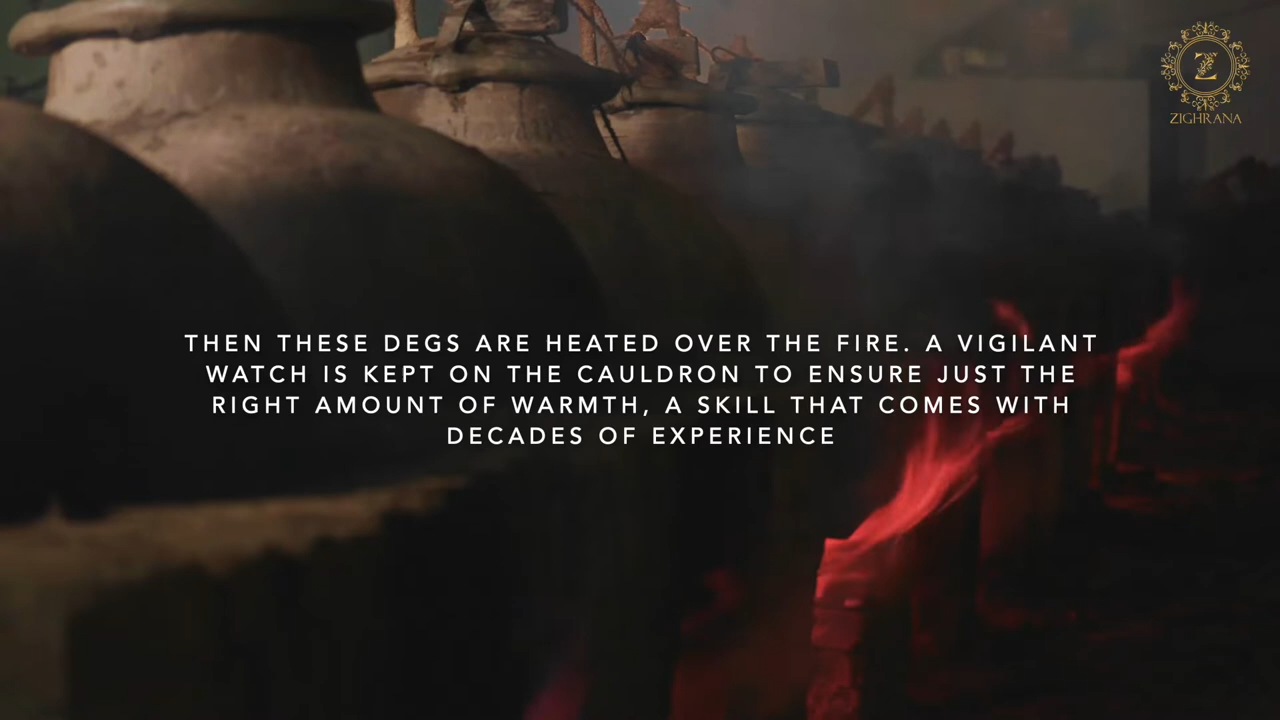 Z
ZIGHRANA
THEN THESE DEGS ARE HEATED OVER THE FIRE. A VIGILANT
WATCH IS KEPT ON THE CAULDRON TO ENSURE JUST THE
RIGHT AMOUNT OF WARMTH, A SKILL THAT COMES WITH
DECADES OF EXPERIENCE